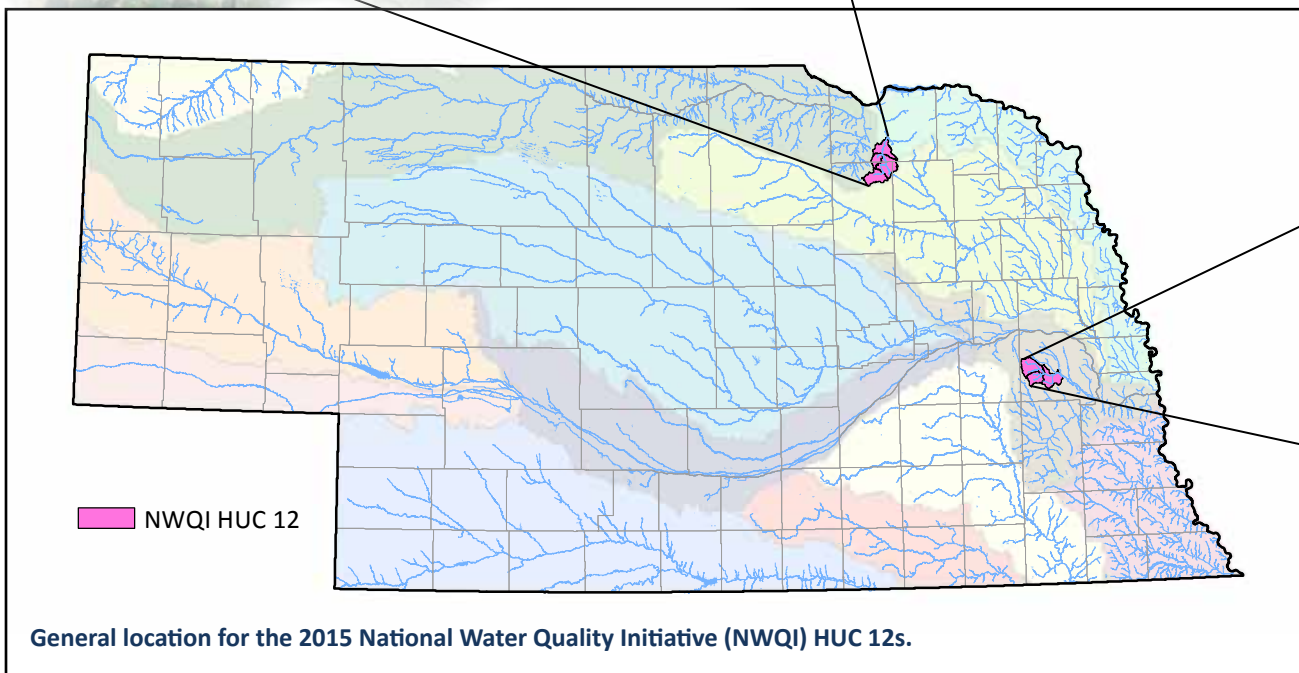 NWQI HUC 12
General location for the 2015 National Water Quality Initiative (NWQI) HUC 12s.